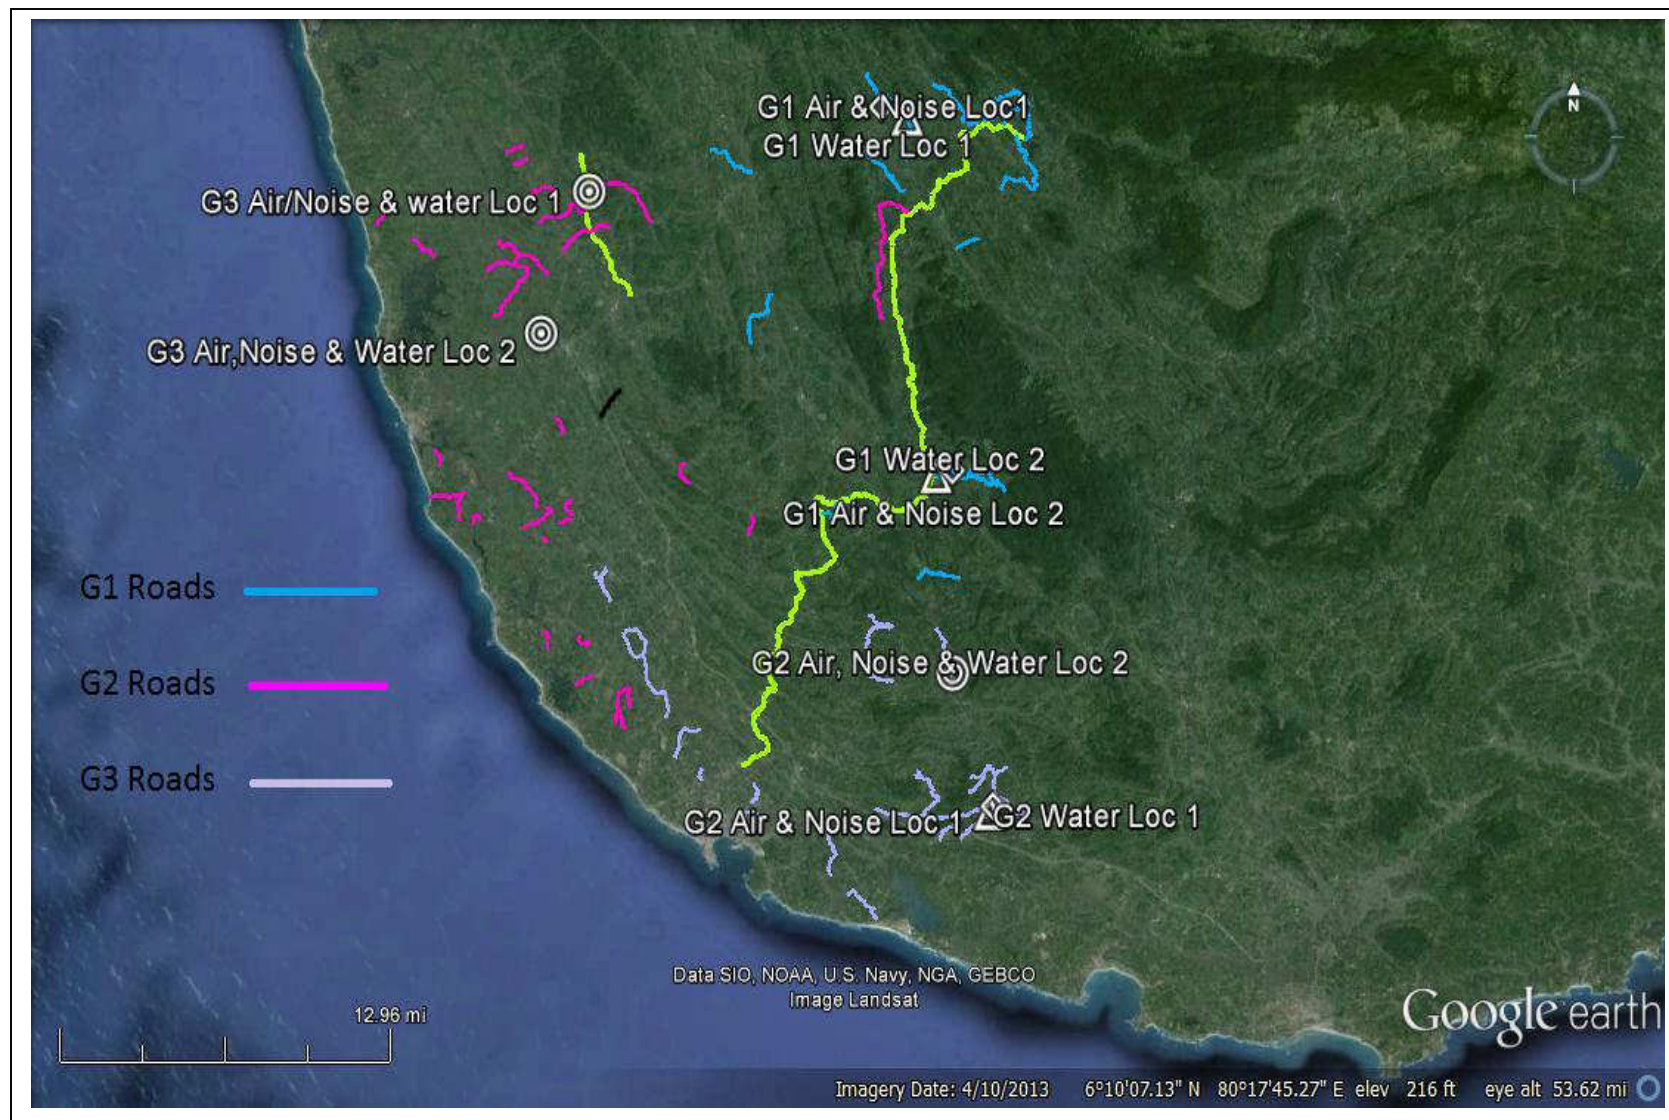 N
G1 Air & Noise Loc1
G1 Water Loc 1
G3 Air/Noise & water Loc 1
G3 Air,Noise & Water Loc 2
G1 Water Loc 2
G1 Air & Noise Loc 2
G1 Roads
G2 Roads
G3 Roads
G2 Air, Noise & Water Loc 2
G2 Air & Noise Loc 1
G2 Water Loc 1
Data SIO, NOAA, U.S. Navy, NGA, GEBCO
Image Landsat
12.96 mi
Google earth
Imagery Date: 4/10/2013 6°10'07.13" N 80°17'45.27" E elev 216 ft eye alt 53.62 mi